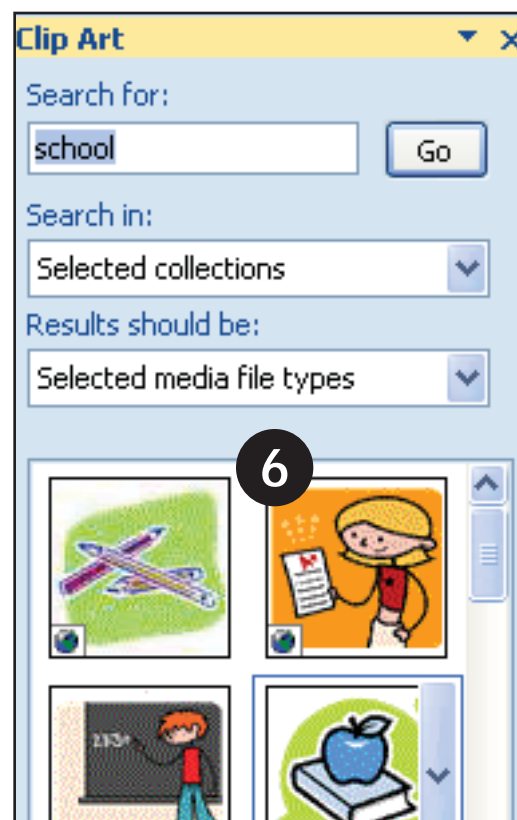 Clip Art
Search for:
school
Go
Search in:
Selected collections
Results should be:
Selected media file types
6